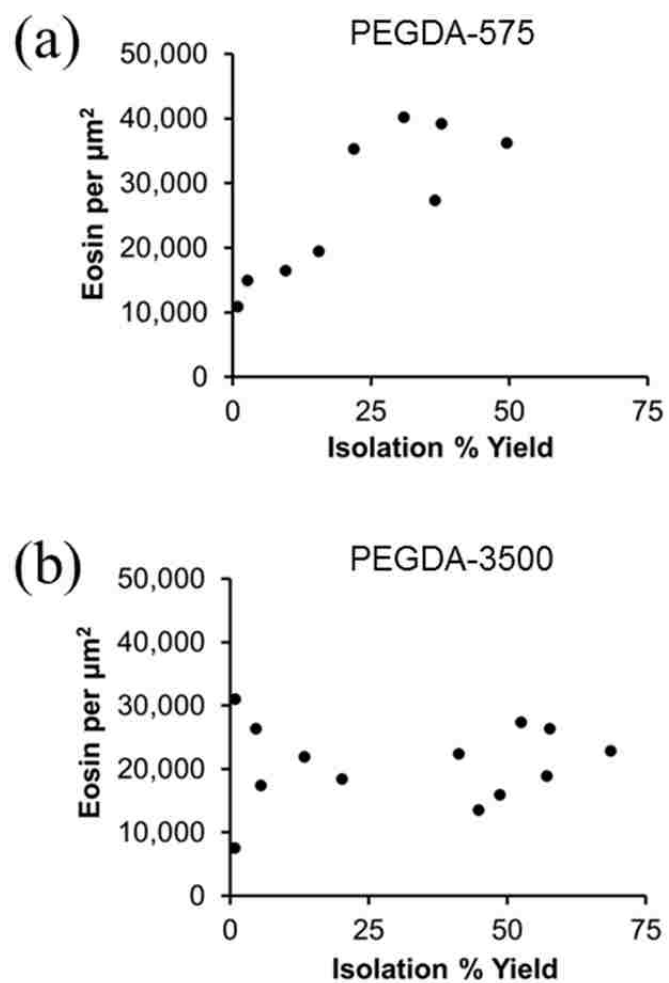 (a)
PEGDA-575
50,000
40,000
30,000
20,000
10,000
0
Eosin per µm²
0 25 50 75
Isolation % Yield
(b)
PEGDA-3500
50,000
40,000
30,000
20,000
10,000
0
Eosin per µm²
0 25 50 75
Isolation % Yield